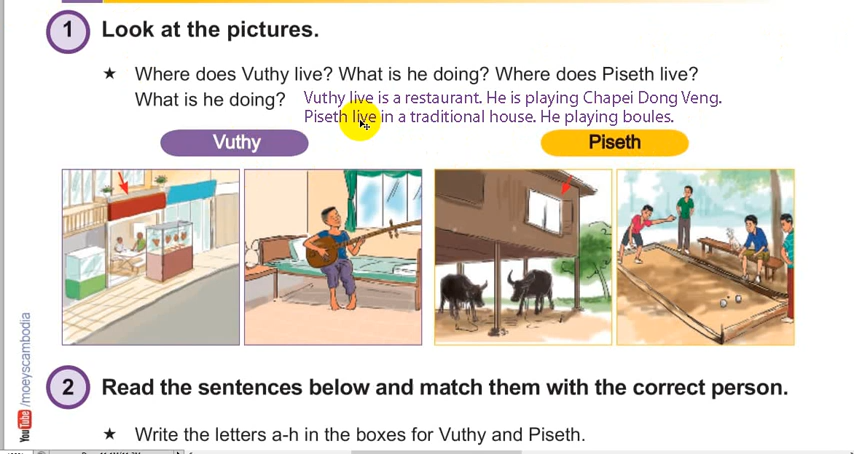 1 Look at the pictures.
★ Where does Vuthy live? What is he doing? Where does Piseth live?
What is he doing? Vuthy live is a restaurant. He is playing Chapei Dong Veng.
Piseth live in a traditional house. He playing boules.
Vuthy
Piseth
YouTube /moeyscambodia
2 Read the sentences below and match them with the correct person.
★ Write the letters a-h in the boxes for Vuthy and Piseth.